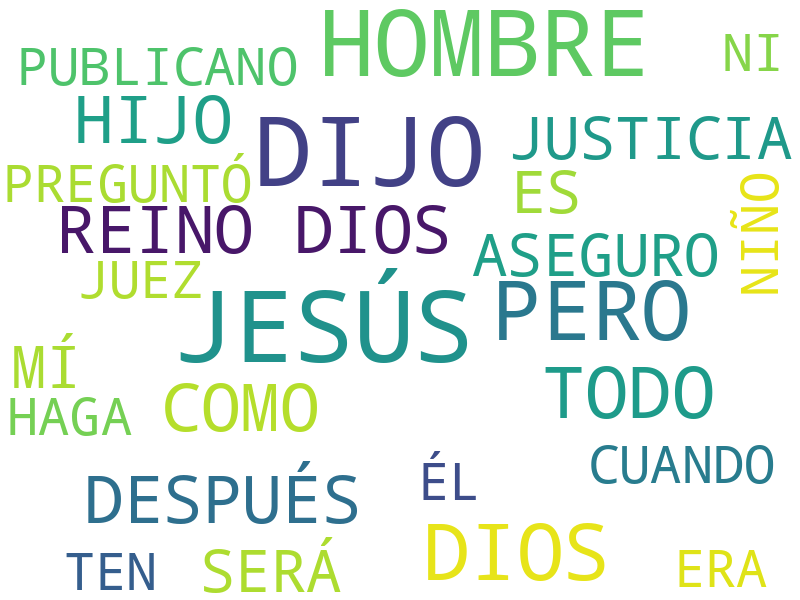 HOMBRE
NI
PUBLICANO
HIJO
DIJO
JUSTICIA
PREGUNTÓ
ES
NIÑO
REINO DIOS
ASEGURO
JUEZ
JESÚS
PERO
MÍ
TODO
COMO
HAGA
CUANDO
DESPUÉS
ÉL
DIOS
TEN
SERÁ
ERA